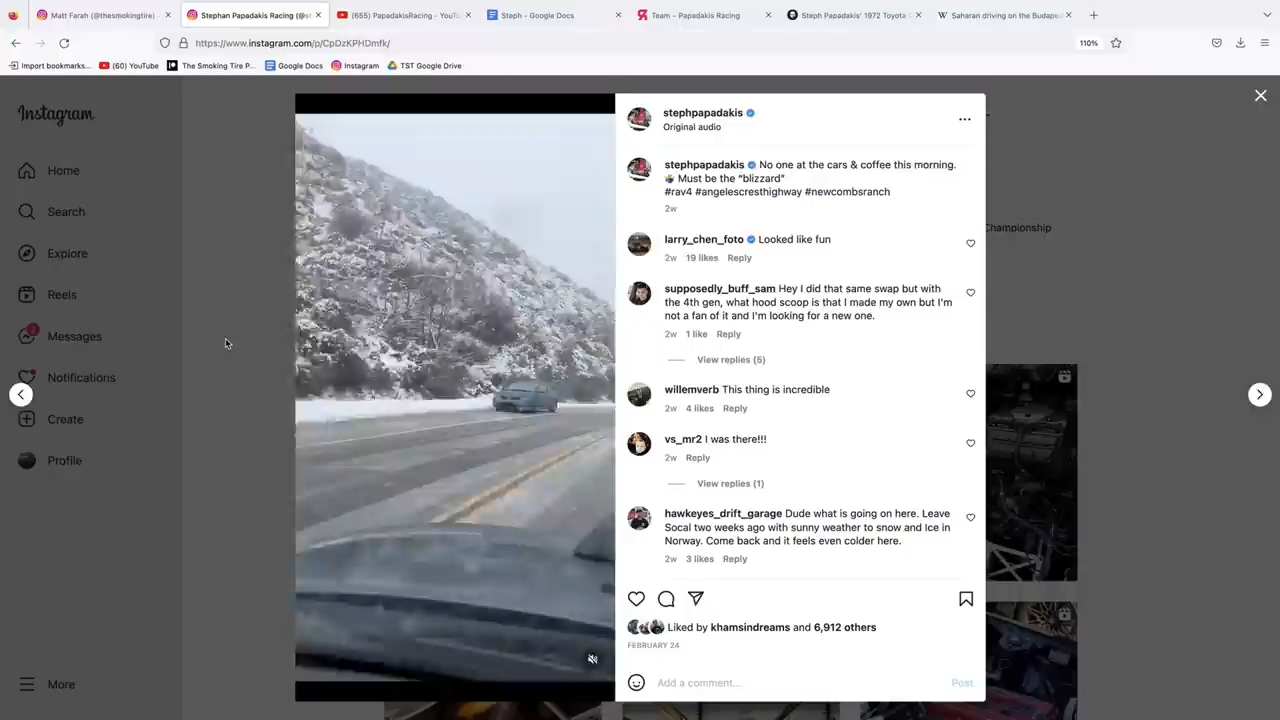 Matt Farah (@thesmokingtire)
Stephan Papadakis Racing (@st
(655) PapadakisRacing - YouTu
Steph - Google Docs
Team – Papadakis Racing
Steph Papadakis' 1972 Toyota
Saharan driving on the Budape
https://www.instagram.com/p/CpDzKPHDmfk/
110%
Import bookmarks...
(60) YouTube
The Smoking Tire P...
Google Docs
Instagram
TST Google Drive
Instagram
Home
Search
Explore
Reels
2
Messages
Notifications
Create
Profile
More
stephpapadakis
Original audio
stephpapadakis No one at the cars & coffee this morning.
Must be the "blizzard"
#rav4 #angelescresthighway #newcombsranch
2w
larry_chen_foto Looked like fun
2w 19 likes Reply
supposedly_buff_sam Hey I did that same swap but with
the 4th gen, what hood scoop is that I made my own but I'm
not a fan of it and I'm looking for a new one.
2w 1 like Reply
View replies (5)
willemverb This thing is incredible
2w 4 likes Reply
vs_mr2 I was there!!!
2w Reply
View replies (1)
hawkeyes_drift_garage Dude what is going on here. Leave
Socal two weeks ago with sunny weather to snow and Ice in
Norway. Come back and it feels even colder here.
2w 3 likes Reply
Liked by khamsindreams and 6,912 others
FEBRUARY 24
Add a comment...
Post
Championship